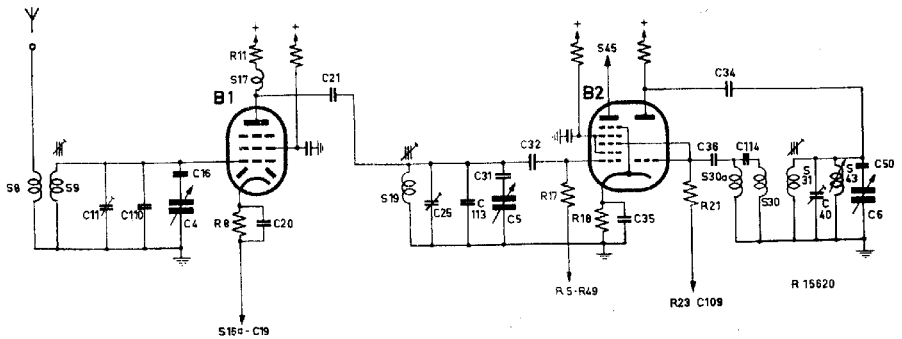 +
+
R11
S17
B1
C21
S8
S9
C11
C110
C16
C4
R8
C20
S16a-C19
S19
C25
C
113
C31
C5
C32
R17
+
+
S45
B2
R18
C35
R5-R49
R21
R23 C109
C34
C36
C114
S30a
S30
S
31
C
40
S
43
C50
C6
R 15620